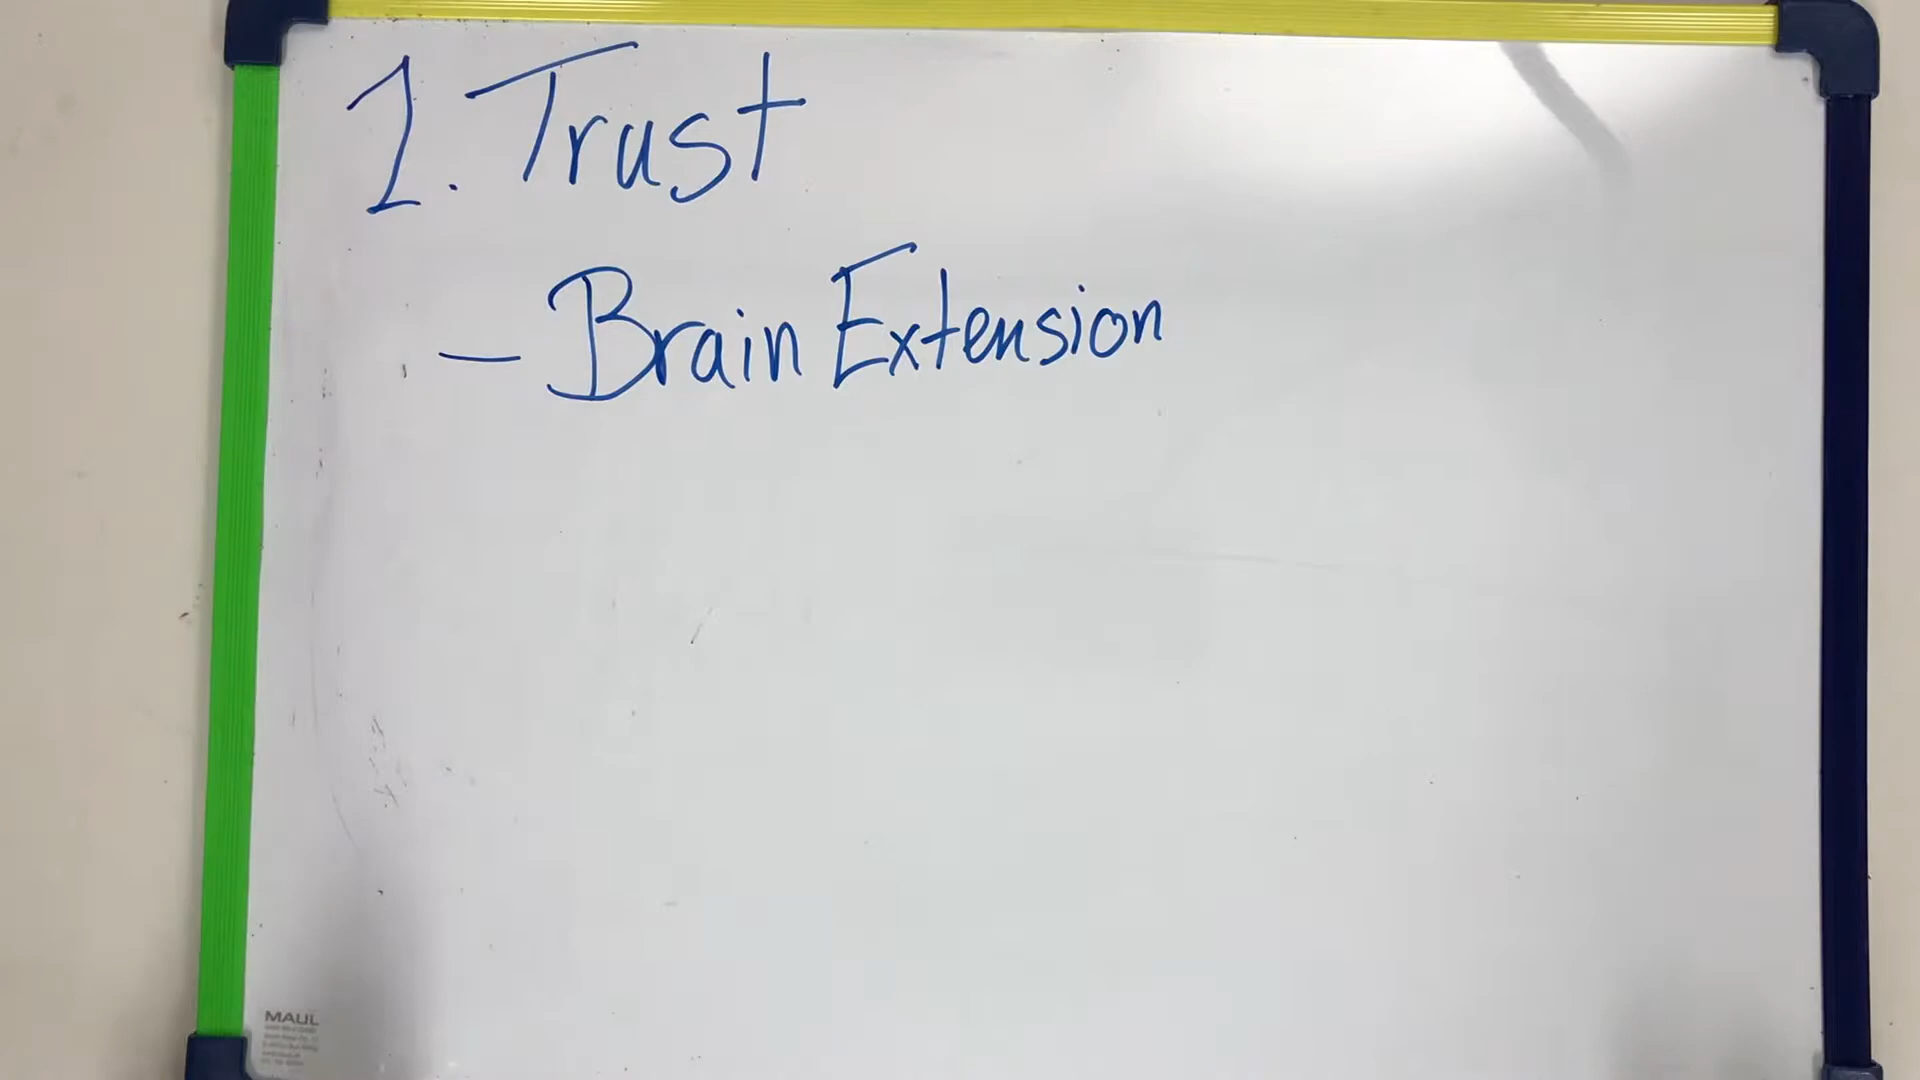 1. Trust
— Brain Extension
MAUL